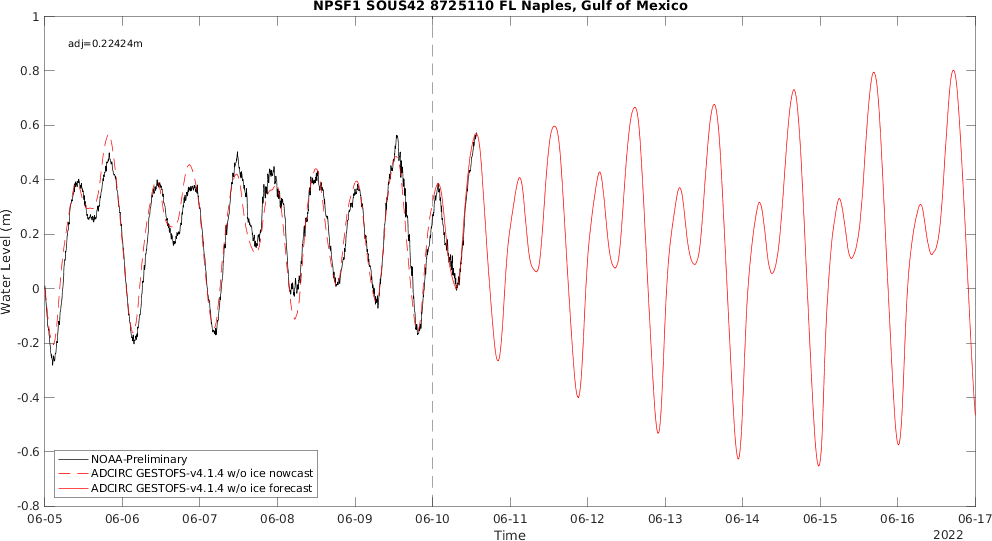 NPSF1 SOUS42 8725110 FL Naples, Gulf of Mexico
adj=0.22424m
1
0.8
0.6
0.4
0.2
0
-0.2
-0.4
-0.6
-0.8
Water Level (m)
NOAA-Preliminary
ADCIRC GESTOFS-v4.1.4 w/o ice nowcast
ADCIRC GESTOFS-v4.1.4 w/o ice forecast
06-05 06-06 06-07 06-08 06-09 06-10 06-11 06-12 06-13 06-14 06-15 06-16 06-17
Time
2022